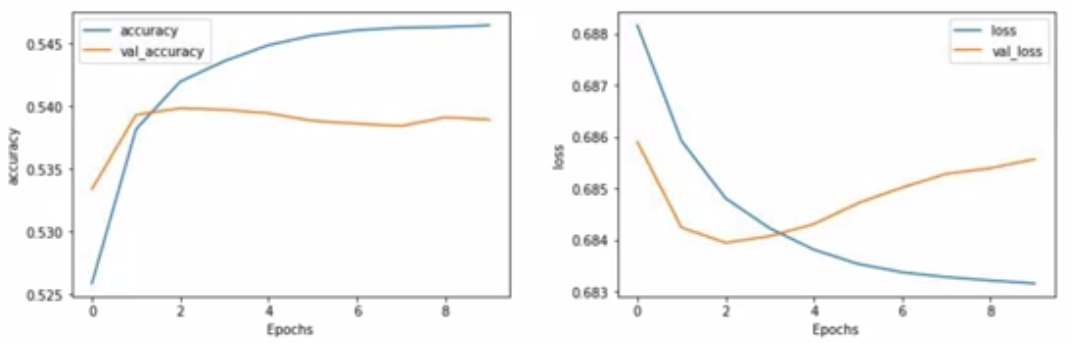 accuracy
val_accuracy
0.545
0.540
0.535
0.530
0.525
accuracy
0 2 4 6 8
Epochs
loss
val_loss
0.688
0.687
0.686
0.685
0.684
0.683
loss
0 2 4 6 8
Epochs